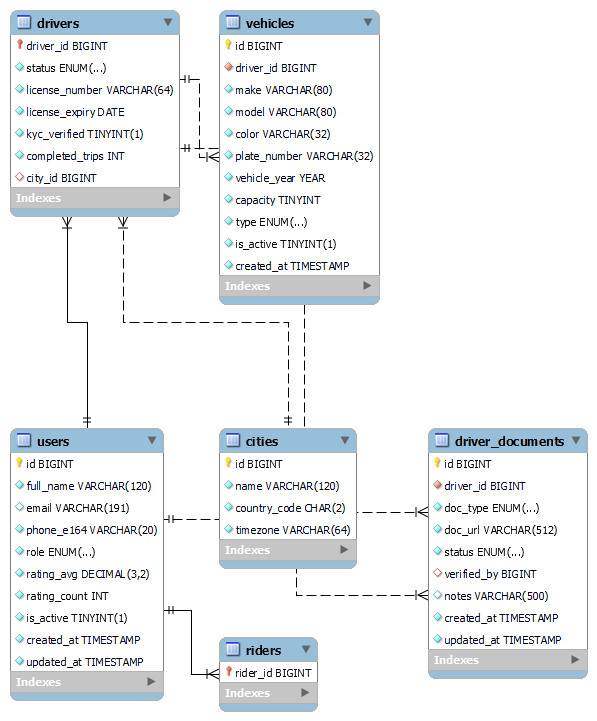 drivers
driver_id BIGINT
status ENUM(...)
license_number VARCHAR(64)
license_expiry DATE
kyc_verified TINYINT(1)
completed_trips INT
city_id BIGINT
Indexes
vehicles
id BIGINT
driver_id BIGINT
make VARCHAR(80)
model VARCHAR(80)
color VARCHAR(32)
plate_number VARCHAR(32)
vehicle_year YEAR
capacity TINYINT
type ENUM(...)
is_active TINYINT(1)
created_at TIMESTAMP
Indexes
users
id BIGINT
full_name VARCHAR(120)
email VARCHAR(191)
phone_e164 VARCHAR(20)
role ENUM(...)
rating_avg DECIMAL(3,2)
rating_count INT
is_active TINYINT(1)
created_at TIMESTAMP
updated_at TIMESTAMP
Indexes
cities
id BIGINT
name VARCHAR(120)
country_code CHAR(2)
timezone VARCHAR(64)
Indexes
driver_documents
id BIGINT
driver_id BIGINT
doc_type ENUM(...)
doc_url VARCHAR(512)
status ENUM(...)
verified_by BIGINT
notes VARCHAR(500)
created_at TIMESTAMP
updated_at TIMESTAMP
Indexes
riders
rider_id BIGINT
Indexes